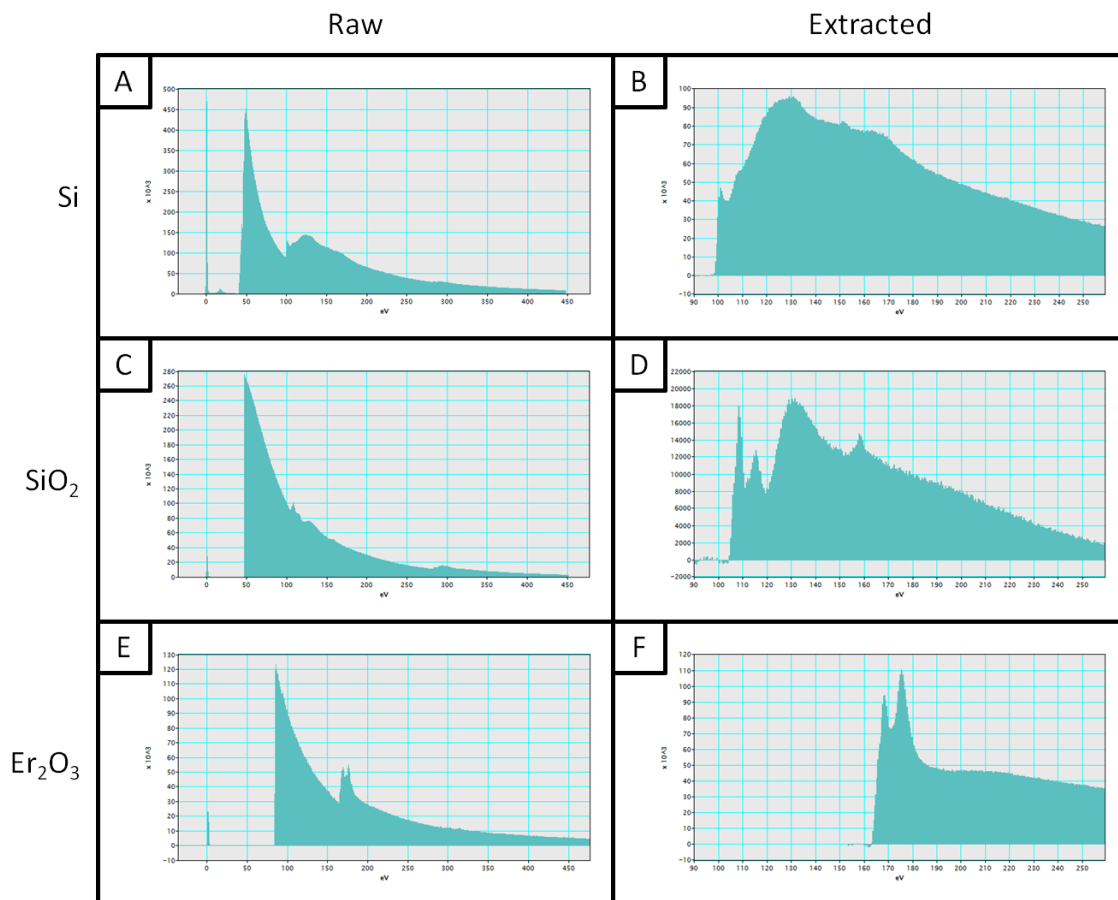 Raw
Extracted
Si
SiO₂
Er₂O₃
A
500
450
400
350
300
250
200
150
100
50
0
x 10^3
0 50 100 150 200 250 300 350 400 450
eV
B
100
90
80
70
60
50
40
30
20
10
0
−10
x 10^3
90 100 110 120 130 140 150 160 170 180 190 200 210 220 230 240 250
eV
C
280
260
240
220
200
180
160
140
120
100
80
60
40
20
0
x 10^3
0 50 100 150 200 250 300 350 400 450
eV
D
22000
20000
18000
16000
14000
12000
10000
8000
6000
4000
2000
0
−2000
90 100 110 120 130 140 150 160 170 180 190 200 210 220 230 240 250
eV
E
130
120
110
100
90
80
70
60
50
40
30
20
10
0
−10
x 10^3
0 50 100 150 200 250 300 350 400 450
eV
F
120
110
100
90
80
70
60
50
40
30
20
10
0
−10
x 10^3
90 100 110 120 130 140 150 160 170 180 190 200 210 220 230 240 250
eV